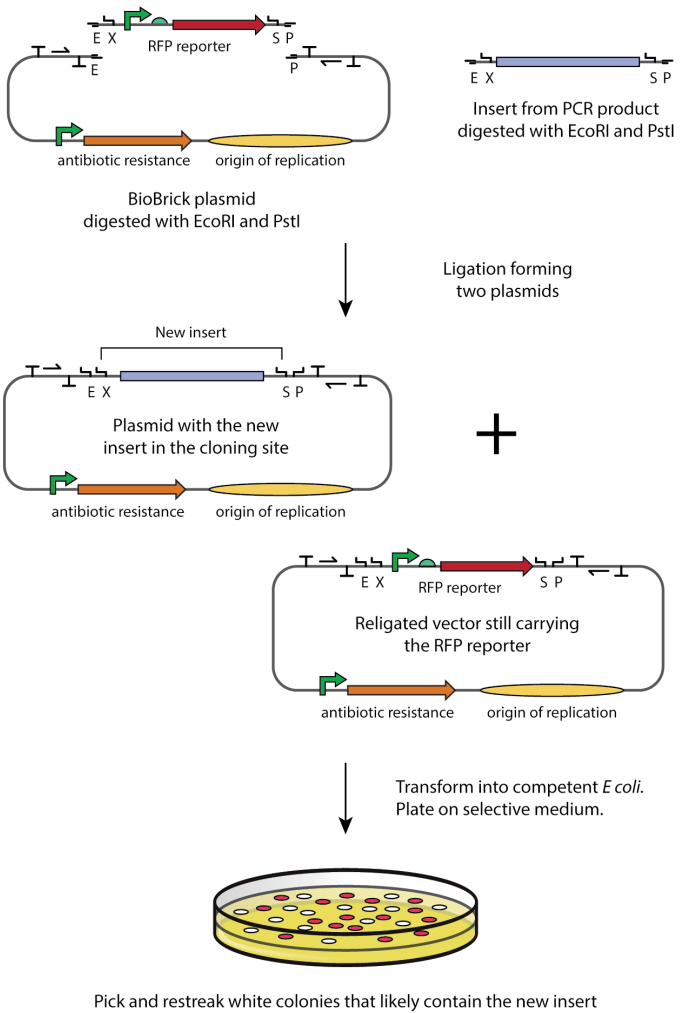 E X
S P
RFP reporter
E
P
E X
S P
Insert from PCR product
digested with EcoRI and PstI
antibiotic resistance
origin of replication
BioBrick plasmid
digested with EcoRI and PstI
Ligation forming
two plasmids
New insert
E X
S P
Plasmid with the new
insert in the cloning site
antibiotic resistance
origin of replication
E X
RFP reporter
S P
Religated vector still carrying
the RFP reporter
antibiotic resistance
origin of replication
Transform into competent E coli.
Plate on selective medium.
Pick and restreak white colonies that likely contain the new insert